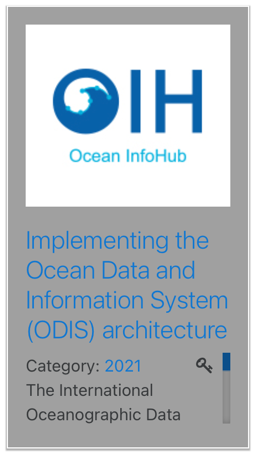 OIH
Ocean InfoHub
Implementing the
Ocean Data and
Information System
(ODIS) architecture
Category: 2021
The International
Oceanographic Data